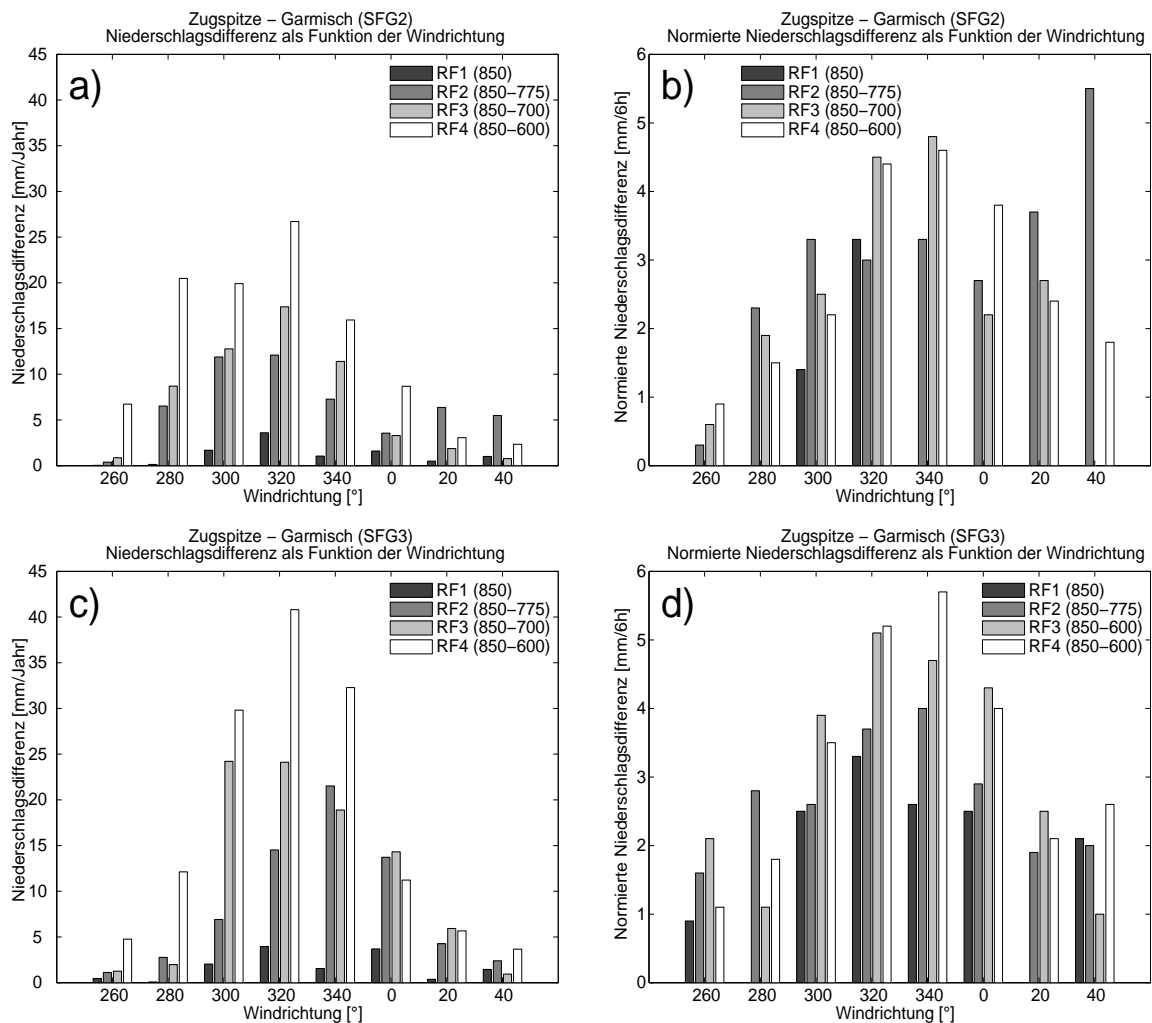 Zugspitze – Garmisch (SFG2)
Niederschlagsdifferenz als Funktion der Windrichtung
a)
RF1 (850)
RF2 (850–775)
RF3 (850–700)
RF4 (850–600)
Niederschlagsdifferenz [mm/Jahr]
45
40
35
30
25
20
15
10
5
0
260 280 300 320 340 0 20 40
Windrichtung [°]
Zugspitze – Garmisch (SFG2)
Normierte Niederschlagsdifferenz als Funktion der Windrichtung
b)
RF1 (850)
RF2 (850–775)
RF3 (850–700)
RF4 (850–600)
Normierte Niederschlagsdifferenz [mm/6h]
6
5
4
3
2
1
0
260 280 300 320 340 0 20 40
Windrichtung [°]
Zugspitze – Garmisch (SFG3)
Niederschlagsdifferenz als Funktion der Windrichtung
c)
RF1 (850)
RF2 (850–775)
RF3 (850–700)
RF4 (850–600)
Niederschlagsdifferenz [mm/Jahr]
45
40
35
30
25
20
15
10
5
0
260 280 300 320 340 0 20 40
Windrichtung [°]
Zugspitze – Garmisch (SFG3)
Normierte Niederschlagsdifferenz als Funktion der Windrichtung
d)
RF1 (850)
RF2 (850–775)
RF3 (850–600)
RF4 (850–600)
Normierte Niederschlagsdifferenz [mm/6h]
6
5
4
3
2
1
0
260 280 300 320 340 0 20 40
Windrichtung [°]